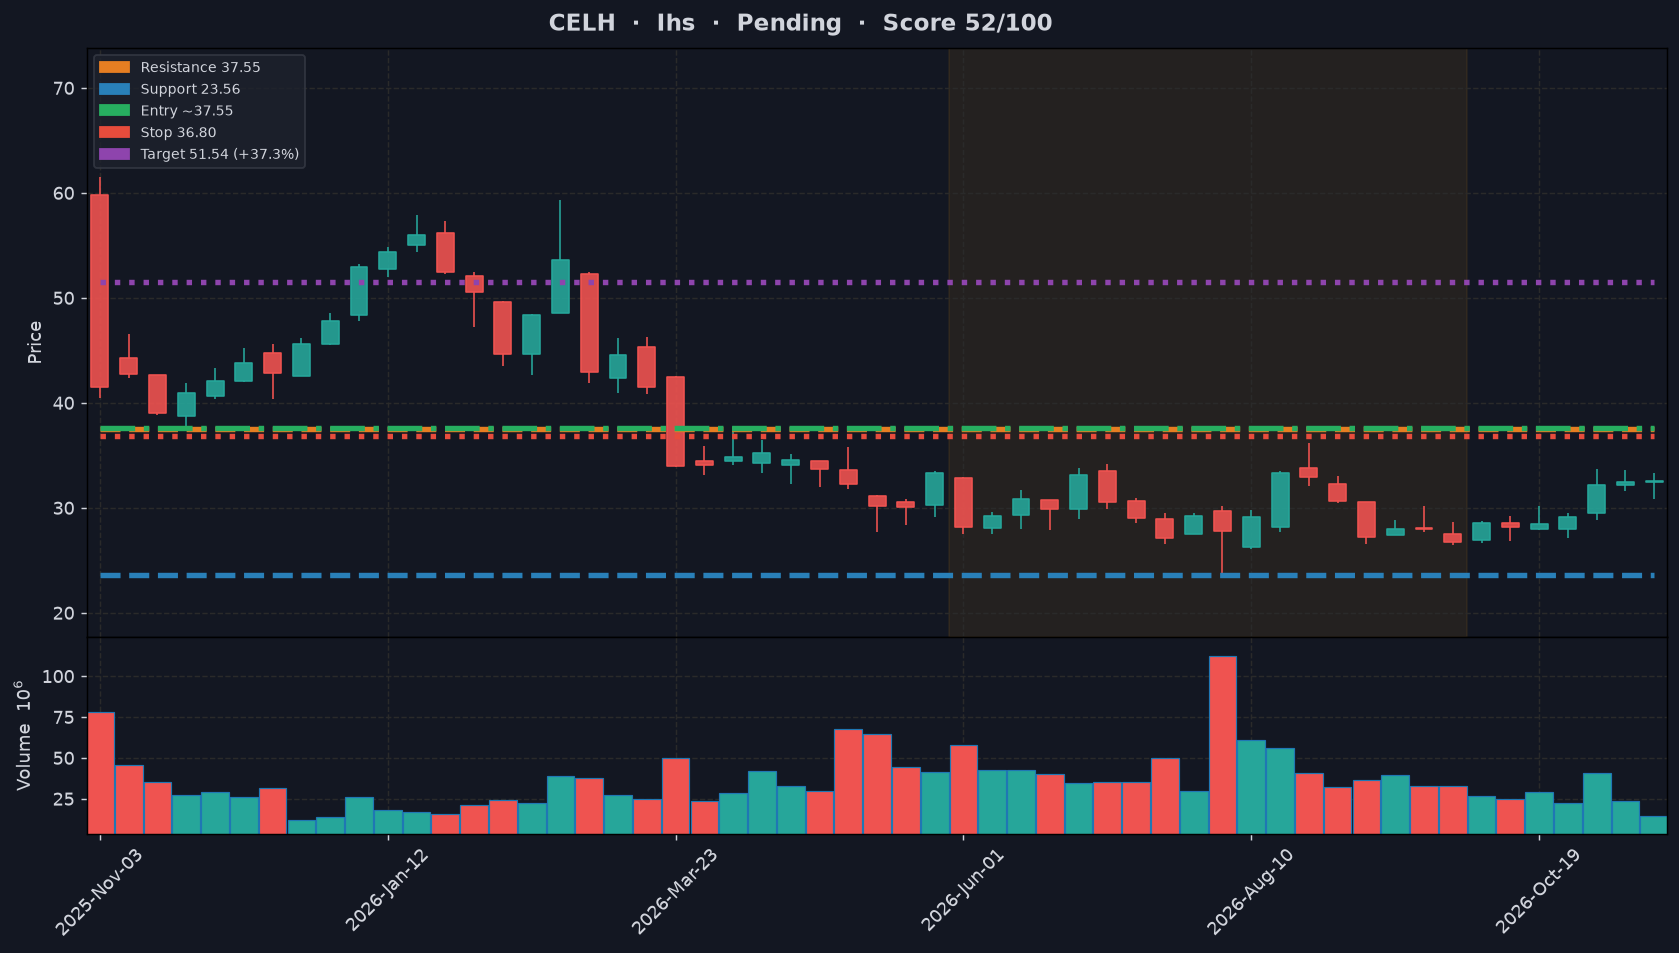 CELH · Ihs · Pending · Score 52/100
Resistance 37.55
Support 23.56
Entry ~37.55
Stop 36.80
Target 51.54 (+37.3%)
Price
70
60
50
40
30
20
Volume 10⁶
100
75
50
25
2025-Nov-03
2026-Jan-12
2026-Mar-23
2026-Jun-01
2026-Aug-10
2026-Oct-19